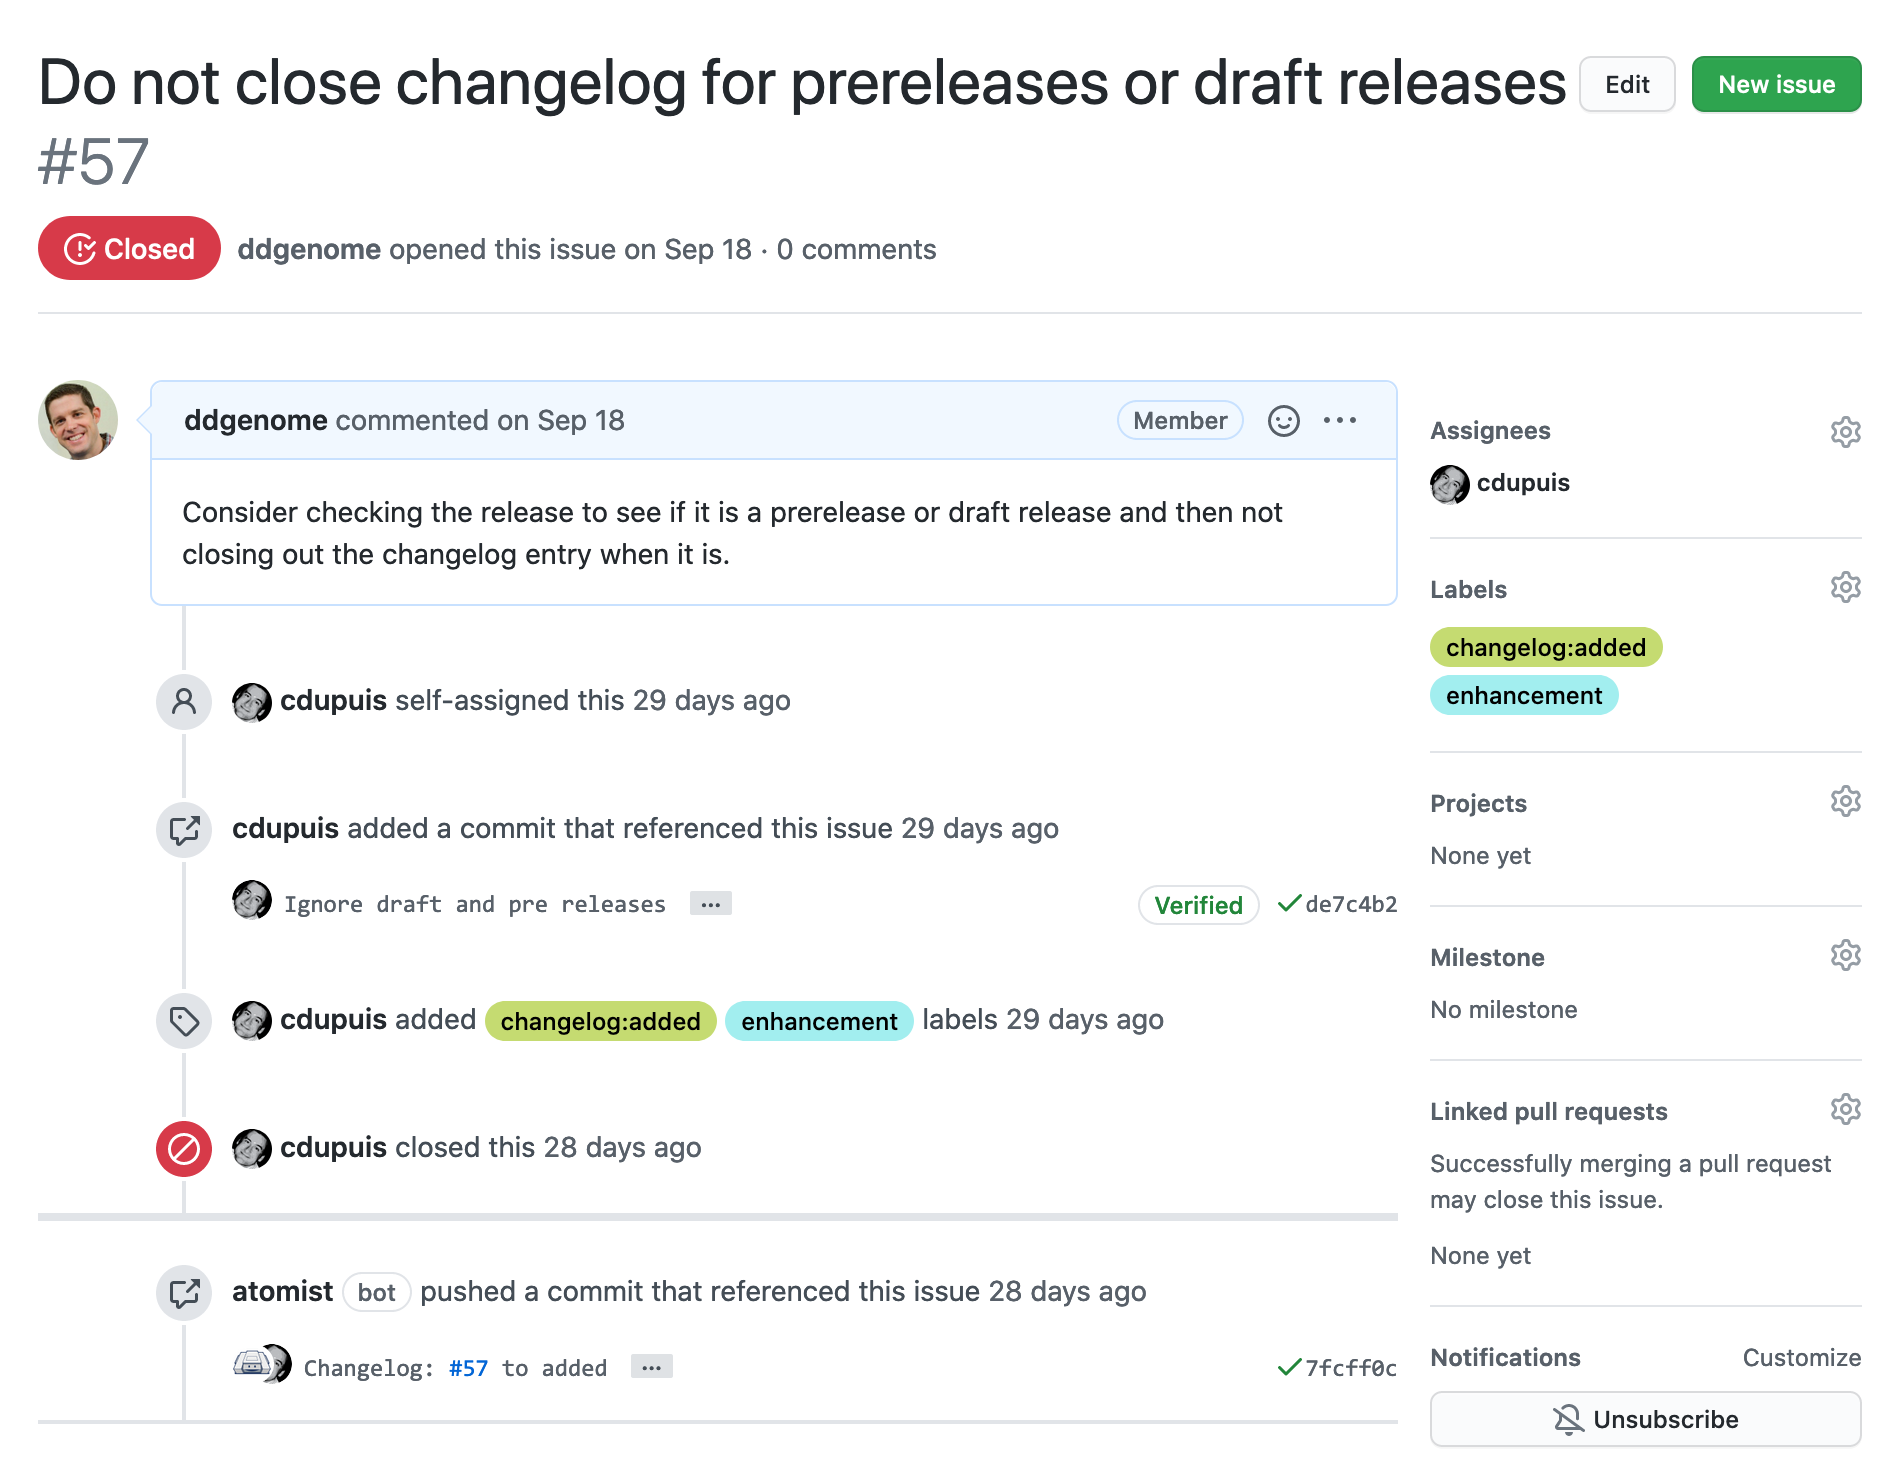 Do not close changelog for prereleases or draft releases
#57
Edit
New issue
Closed
ddgenome opened this issue on Sep 18 · 0 comments
ddgenome commented on Sep 18
Member
Consider checking the release to see if it is a prerelease or draft release and then not
closing out the changelog entry when it is.
cdupuis self-assigned this 29 days ago
cdupuis added a commit that referenced this issue 29 days ago
Ignore draft and pre releases ...
Verified
de7c4b2
cdupuis added changelog:added enhancement labels 29 days ago
cdupuis closed this 28 days ago
atomist bot pushed a commit that referenced this issue 28 days ago
Changelog: #57 to added ...
7fcff0c
Assignees
cdupuis
Labels
changelog:added
enhancement
Projects
None yet
Milestone
No milestone
Linked pull requests
Successfully merging a pull request
may close this issue.
None yet
Notifications
Customize
Unsubscribe